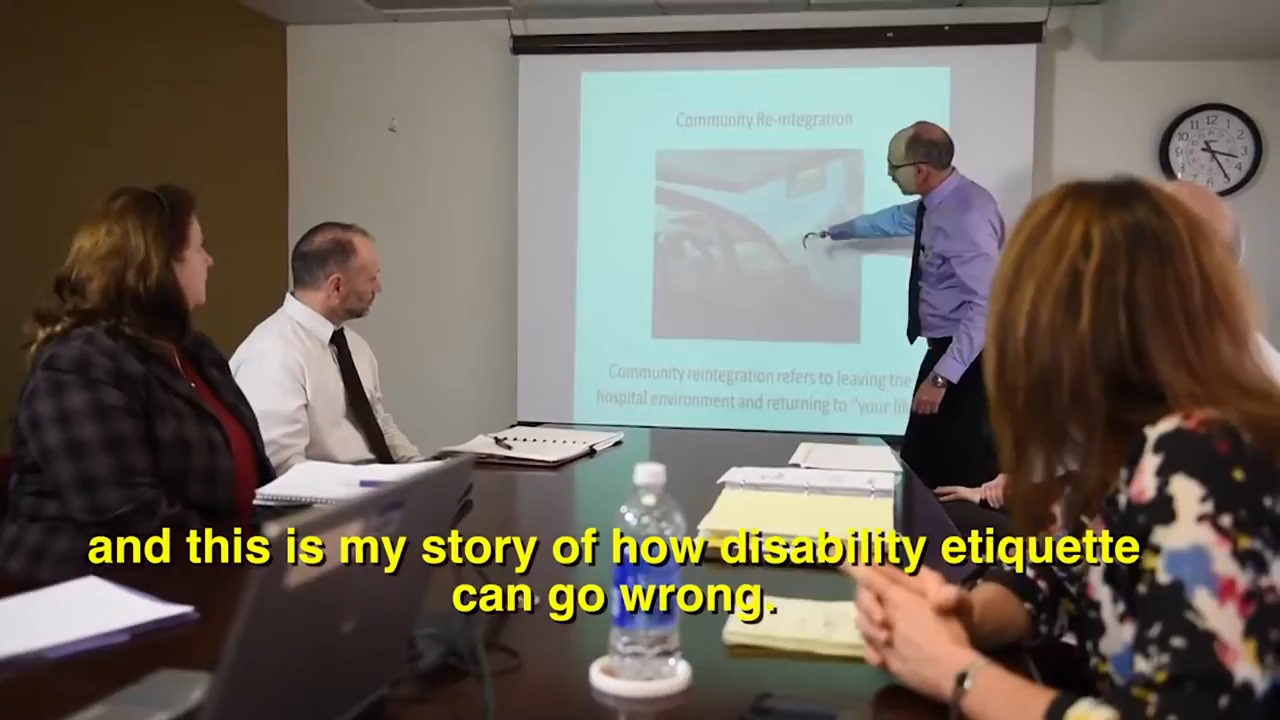 Community Re-integration
Community reintegration refers to leaving the
hospital environment and returning to "your
and this is my story of how disability etiquette
can go wrong.